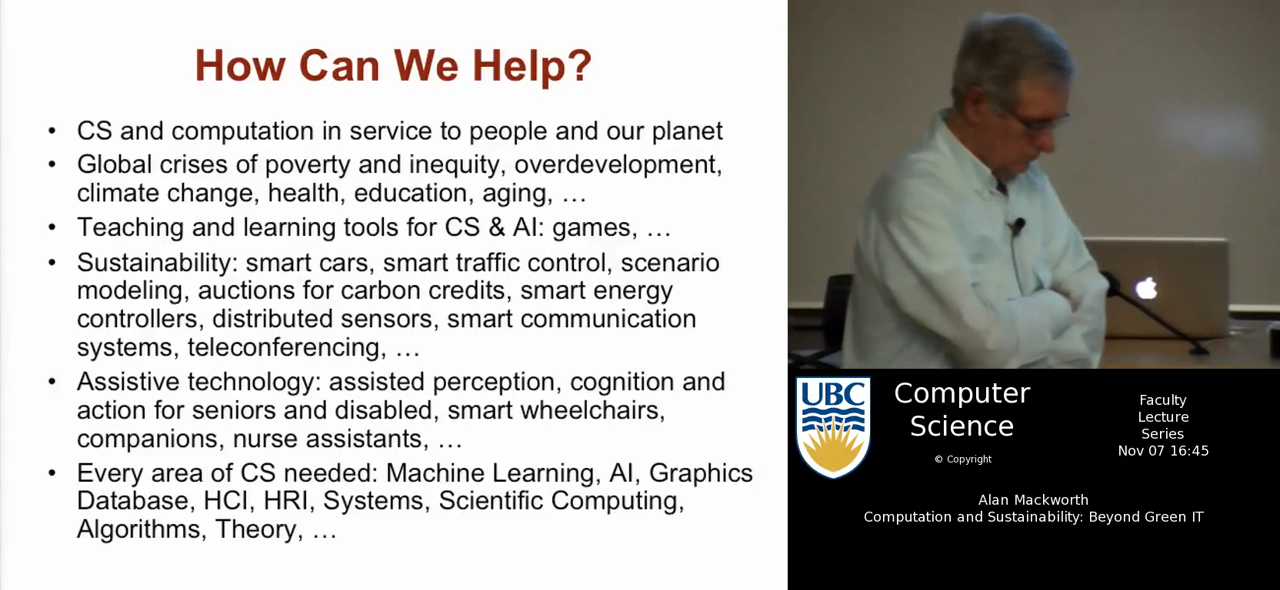 How Can We Help?
• CS and computation in service to people and our planet
• Global crises of poverty and inequity, overdevelopment,
climate change, health, education, aging, …
• Teaching and learning tools for CS & AI: games, …
• Sustainability: smart cars, smart traffic control, scenario
modeling, auctions for carbon credits, smart energy
controllers, distributed sensors, smart communication
systems, teleconferencing, …
• Assistive technology: assisted perception, cognition and
action for seniors and disabled, smart wheelchairs,
companions, nurse assistants, …
• Every area of CS needed: Machine Learning, AI, Graphics
Database, HCI, HRI, Systems, Scientific Computing,
Algorithms, Theory, …
UBC
Computer
Science
© Copyright
Faculty
Lecture
Series
Nov 07 16:45
Alan Mackworth
Computation and Sustainability: Beyond Green IT